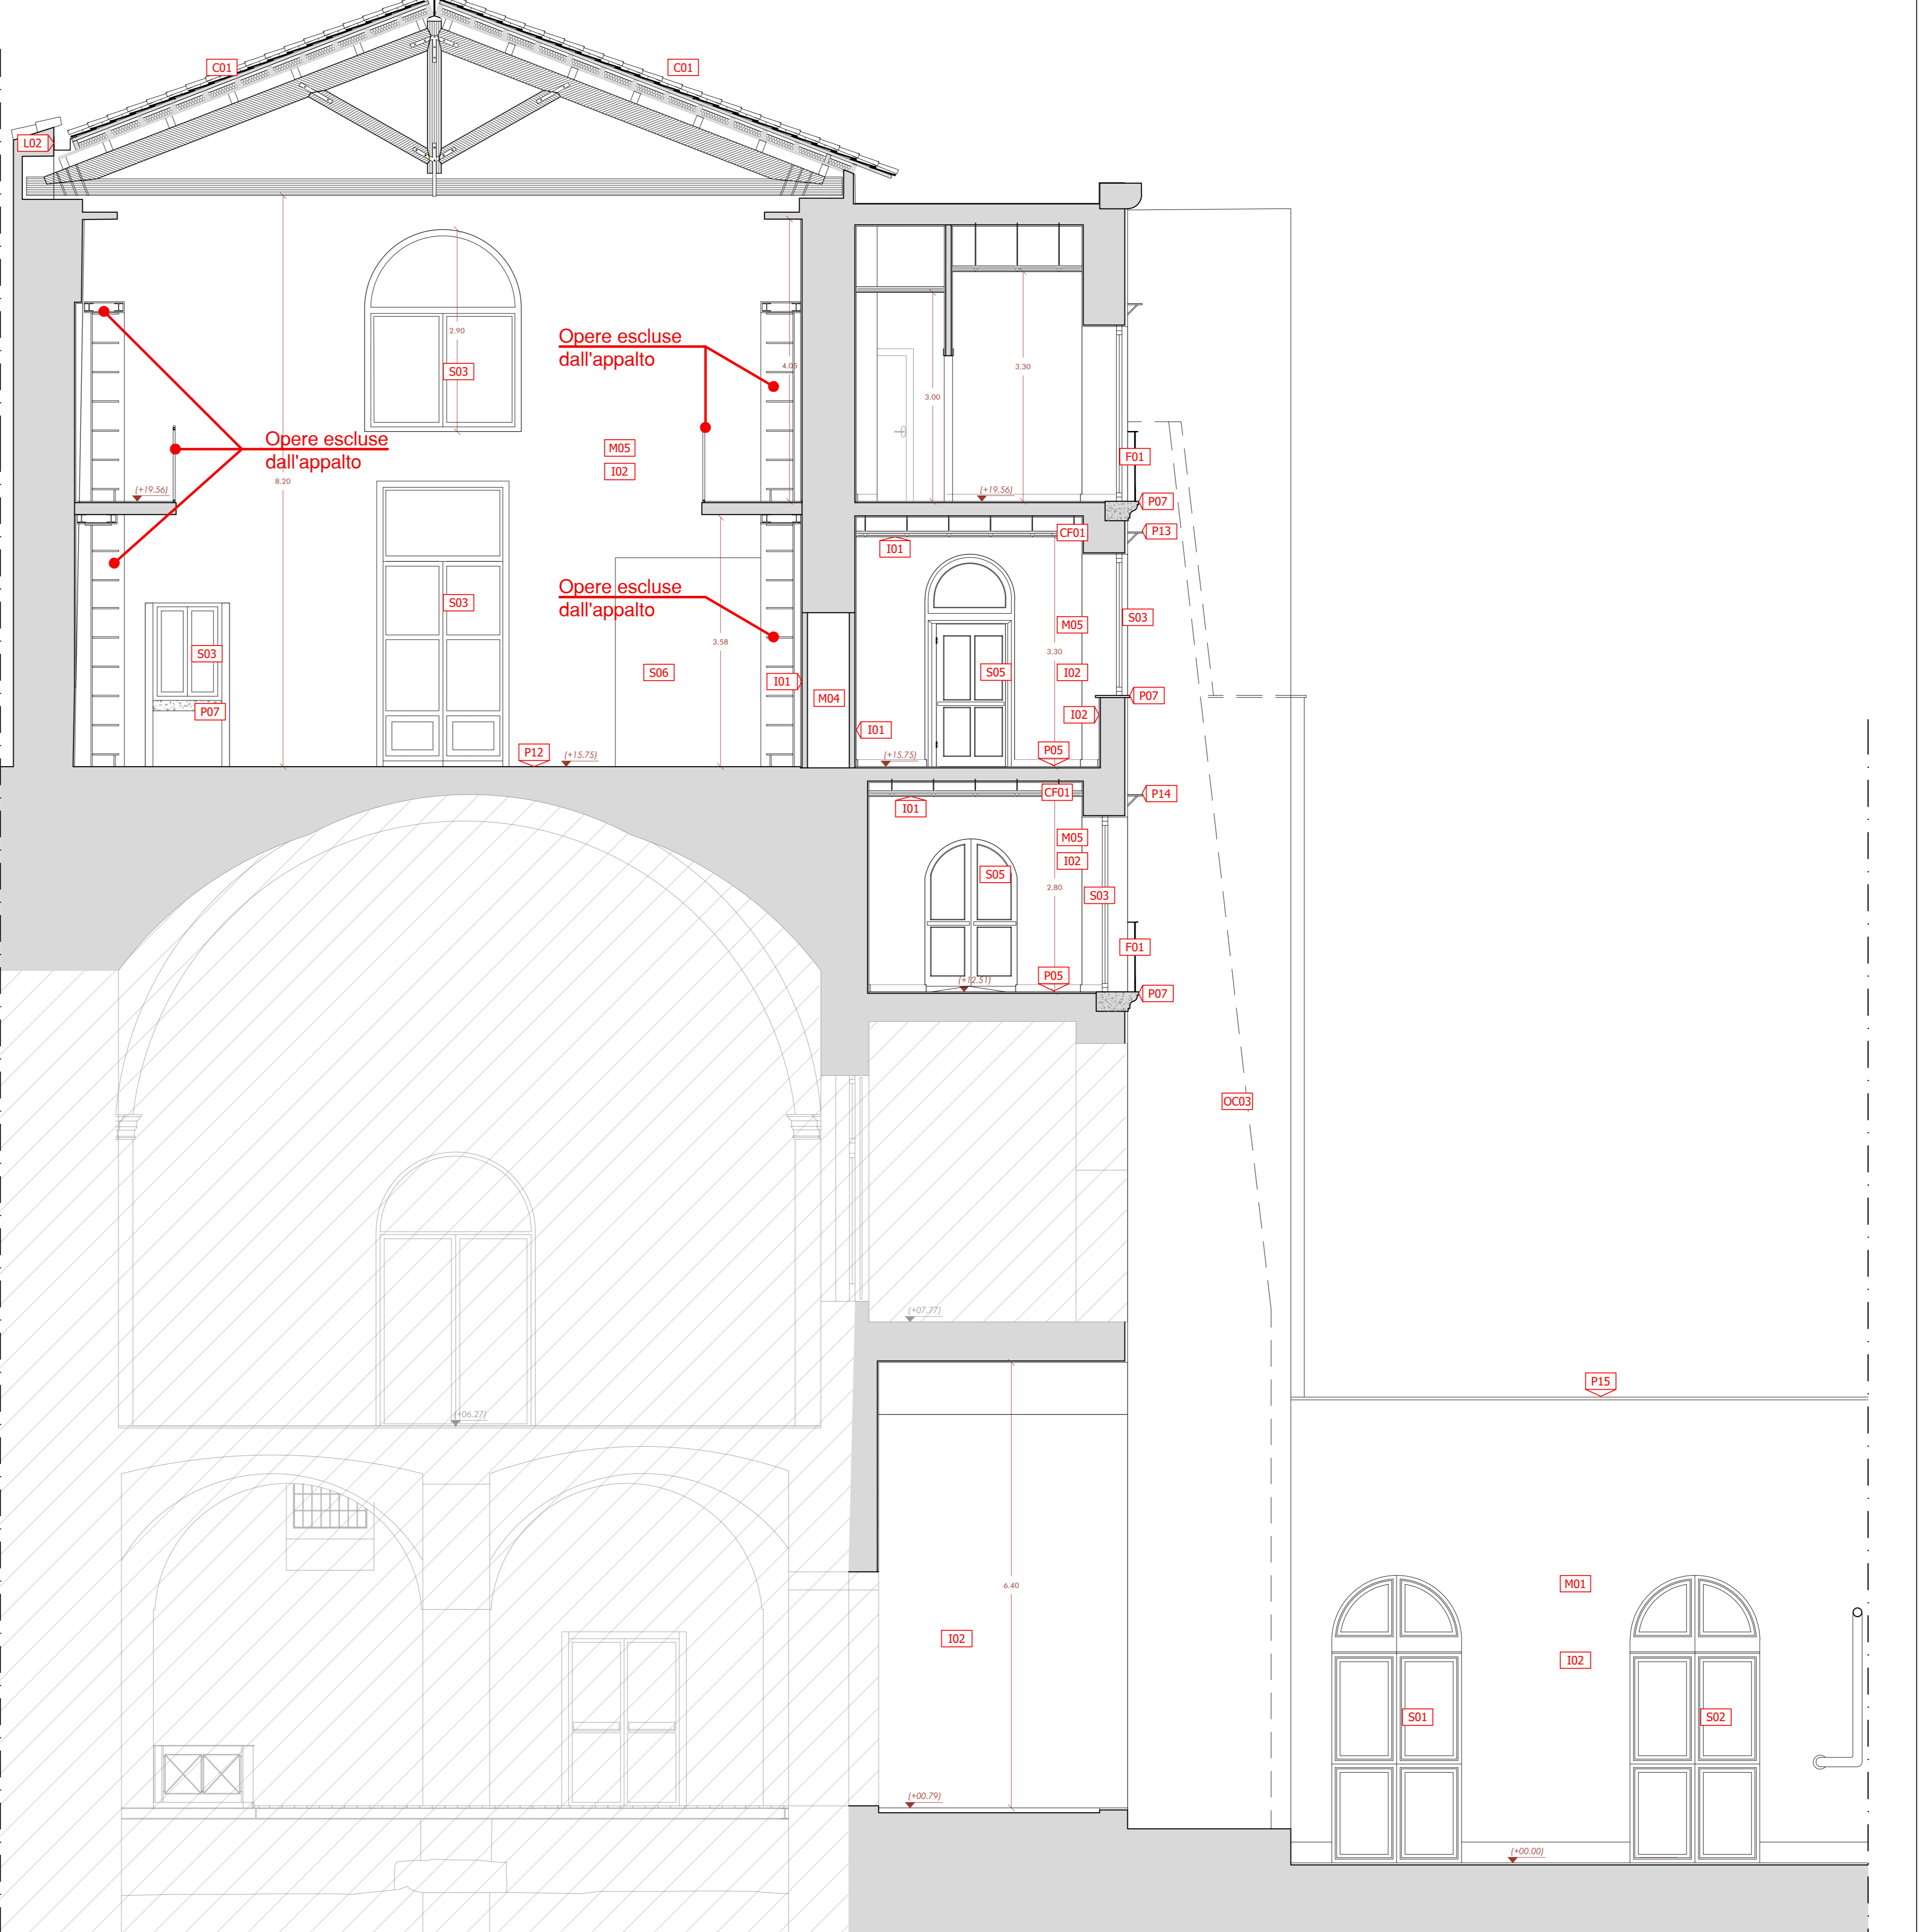 C01
C01
L02
2.90
Opere escluse
dall'appalto
4.05
3.30
S03
3.00
Opere escluse
dall'appalto
M05
F01
I02
8.20
(+19.56)
(+19.56)
P07
P13
CF01
I01
Opere escluse
dall'appalto
S03
S03
M05
3.58
3.30
S03
S06
S05
I02
I01
P07
M04
P07
I02
I01
P12
(+15.75)
(+15.75)
P05
CF01
P14
I01
M05
I02
S05
2.80
S03
F01
P05
(+12.51)
P07
OC03
(+07.77)
P15
(+06.27)
6.40
M01
I02
I02
S01
S02
(+00.79)
(+00.00)